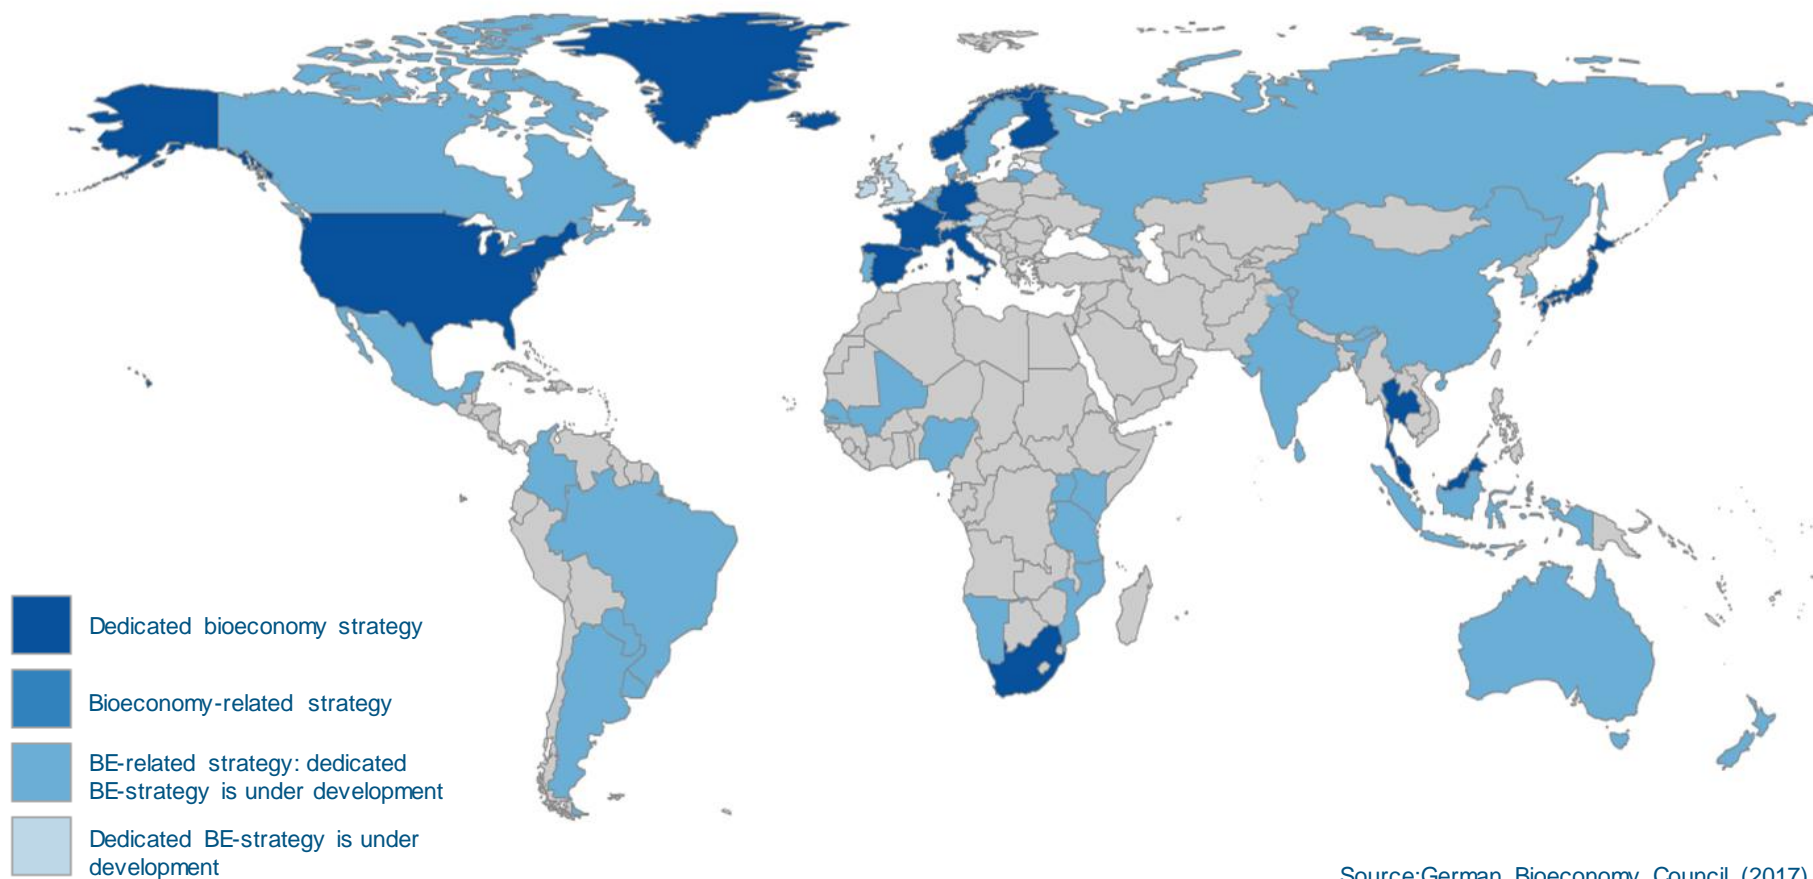 Dedicated bioeconomy strategy
Bioeconomy-related strategy
BE-related strategy: dedicated
BE-strategy is under development
Dedicated BE-strategy is under
development
Source:German Bioeconomy Council (2017)